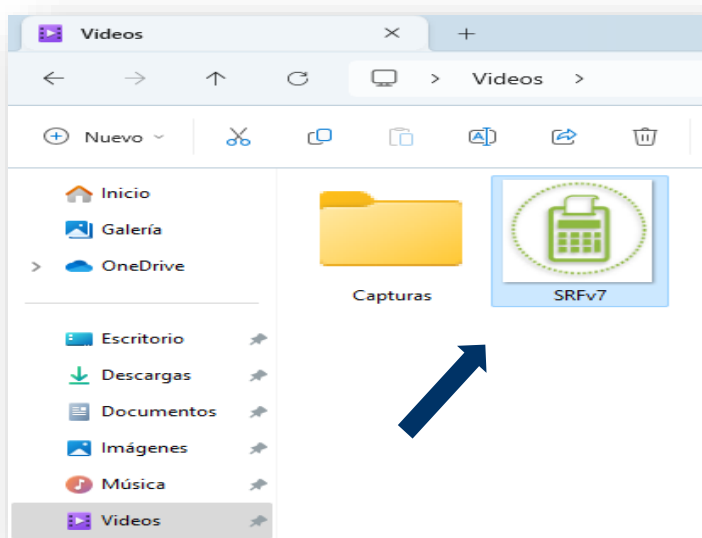 Videos
Videos
Nuevo
Inicio
Galería
OneDrive
Capturas
SRFv7
Escritorio
Descargas
Documentos
Imágenes
Música
Videos